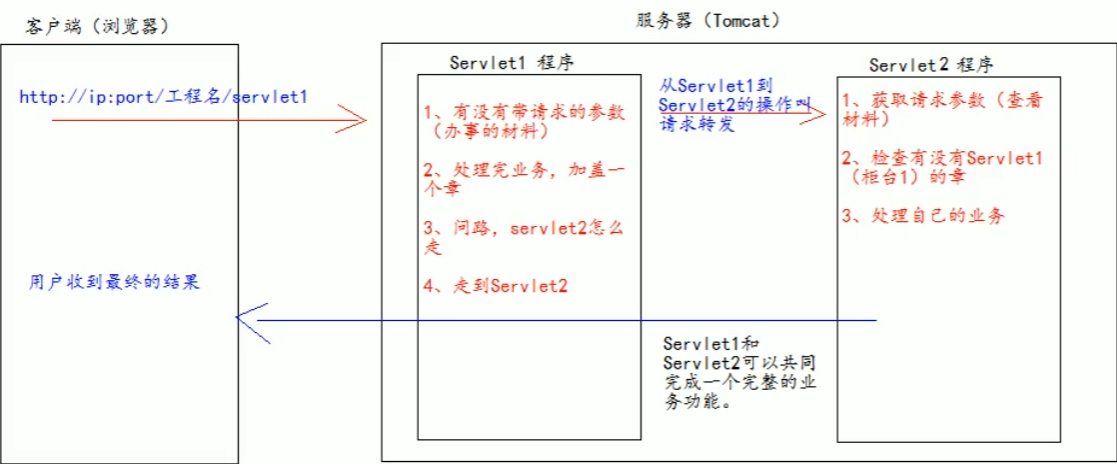 客户端（浏览器）
服务器（Tomcat）
http://ip:port/工程名/servlet1
用户收到最终的结果
Servlet1 程序
1、有没有带请求的参数
（办事的材料）
2、处理完业务，加盖一
个章
3、问路，servlet2怎么
走
4、走到Servlet2
从Servlet1到
Servlet2的操作叫
请求转发
Servlet2 程序
1、获取请求参数（查看
材料）
2、检查有没有Servlet1
（柜台1）的章
3、处理自己的业务
Servlet1和
Servlet2可以共同
完成一个完整的业
务功能。